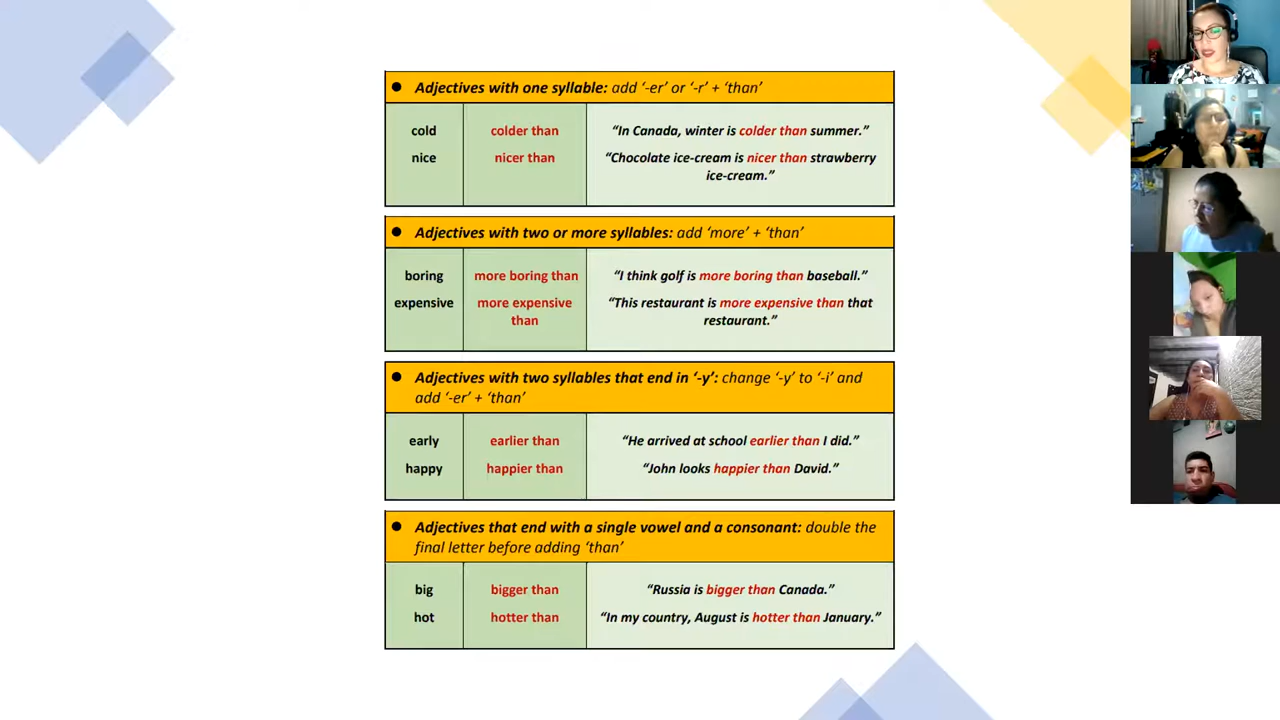 ● Adjectives with one syllable: add ‘-er’ or ‘-r’ + ‘than’
cold colder than “In Canada, winter is colder than summer.”
nice nicer than “Chocolate ice-cream is nicer than strawberry
ice-cream.”
● Adjectives with two or more syllables: add ‘more’ + ‘than’
boring more boring than “I think golf is more boring than baseball.”
expensive more expensive “This restaurant is more expensive than that
than restaurant.”
● Adjectives with two syllables that end in ‘-y’: change ‘-y’ to ‘-i’ and
add ‘-er’ + ‘than’
early earlier than “He arrived at school earlier than I did.”
happy happier than “John looks happier than David.”
● Adjectives that end with a single vowel and a consonant: double the
final letter before adding ‘than’
big bigger than “Russia is bigger than Canada.”
hot hotter than “In my country, August is hotter than January.”